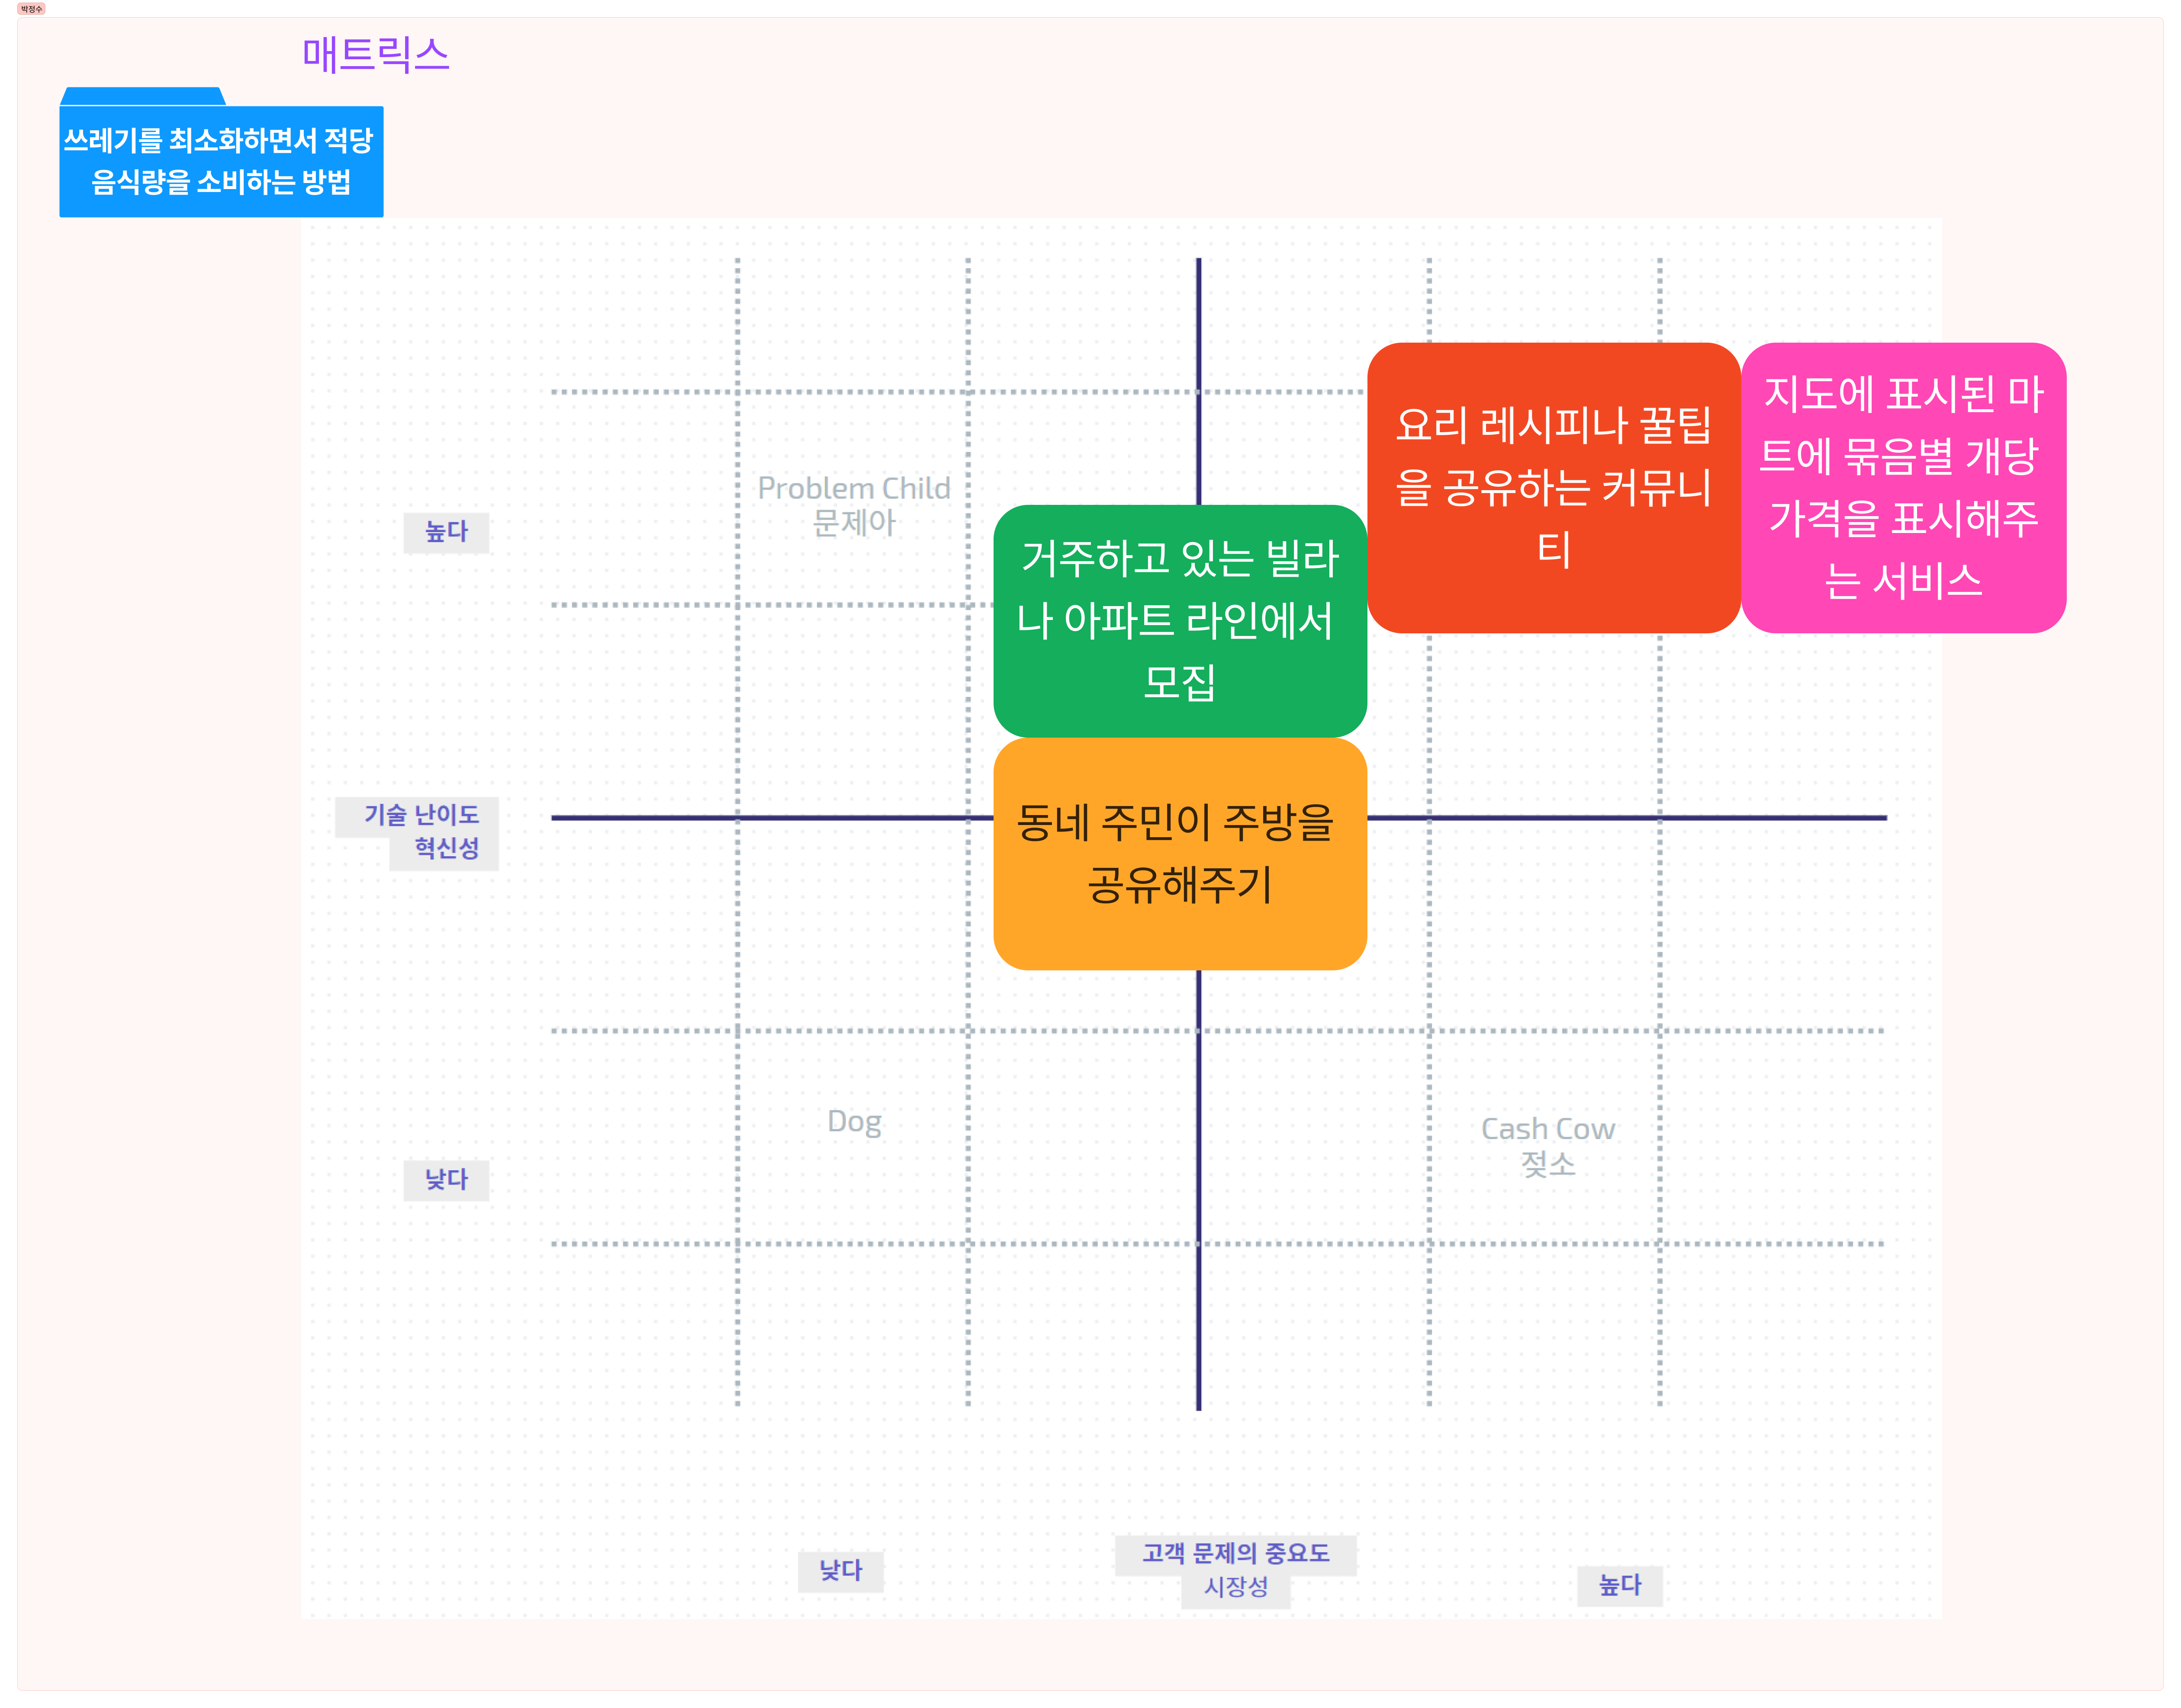 박정수
매트릭스
쓰레기를 최소화하면서 적당
음식량을 소비하는 방법
요리 레시피나 꿀팁
을 공유하는 커뮤니
티
지도에 표시된 마
트에 묶음별 개당
가격을 표시해주
는 서비스
Problem Child
문제아
높다
거주하고 있는 빌라
나 아파트 라인에서
모집
기술 난이도
혁신성
동네 주민이 주방을
공유해주기
Dog
Cash Cow
젖소
낮다
낮다
고객 문제의 중요도
시장성
높다